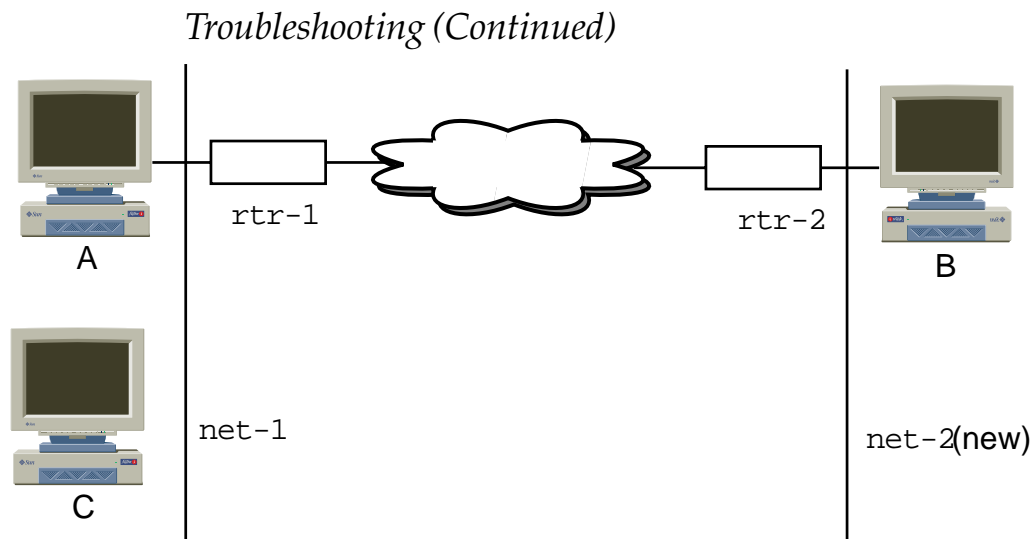 Troubleshooting (Continued)
rtr-1
rtr-2
A
B
net-1
net-2(new)
C